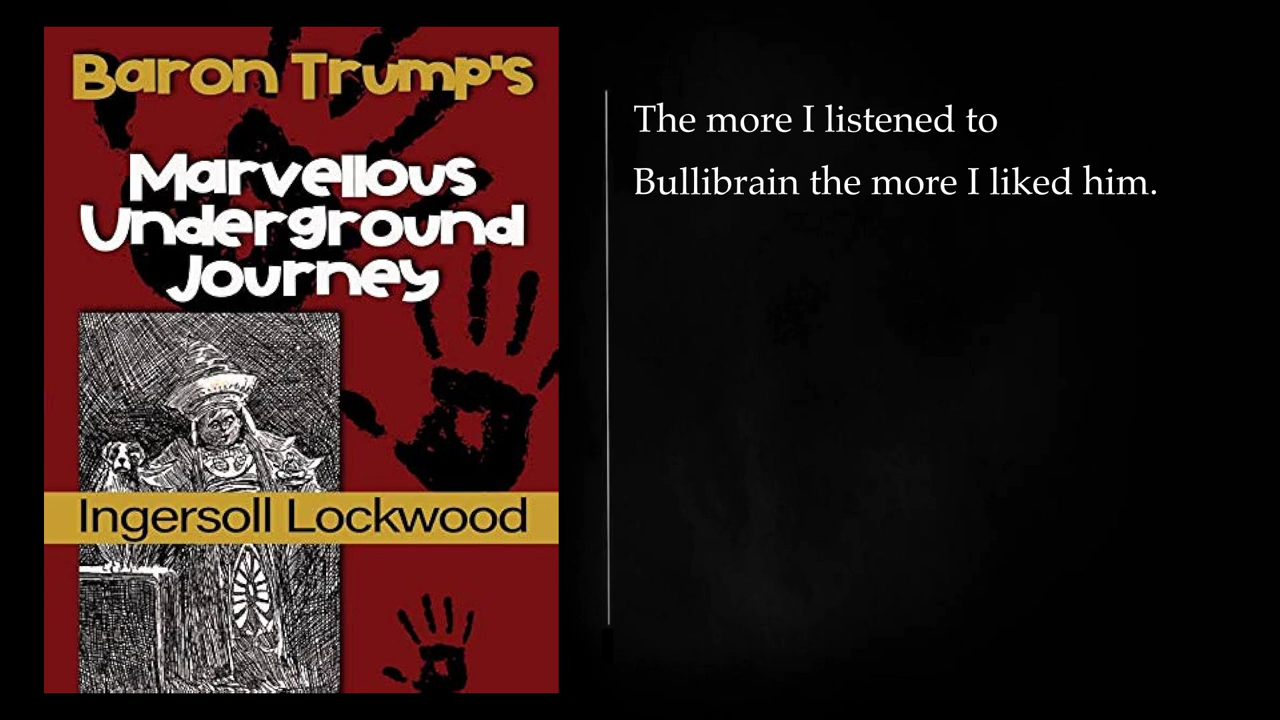 Baron Trump's
Marvellous
Underground
Journey
Ingersoll Lockwood
The more I listened to
Bullibrain the more I liked him.